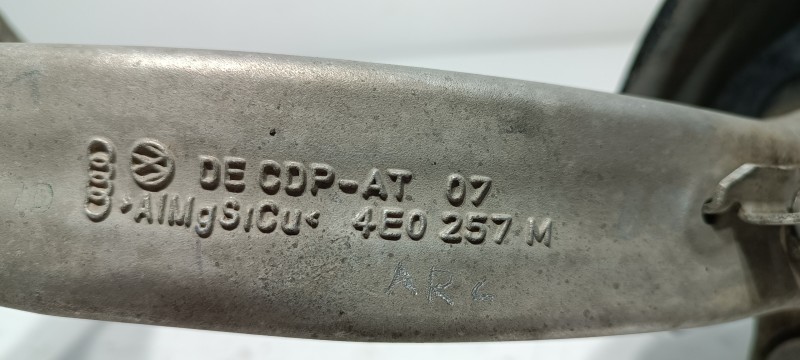 DE CDP-AT 07
>AlMgSiCu< 4E0 257 M